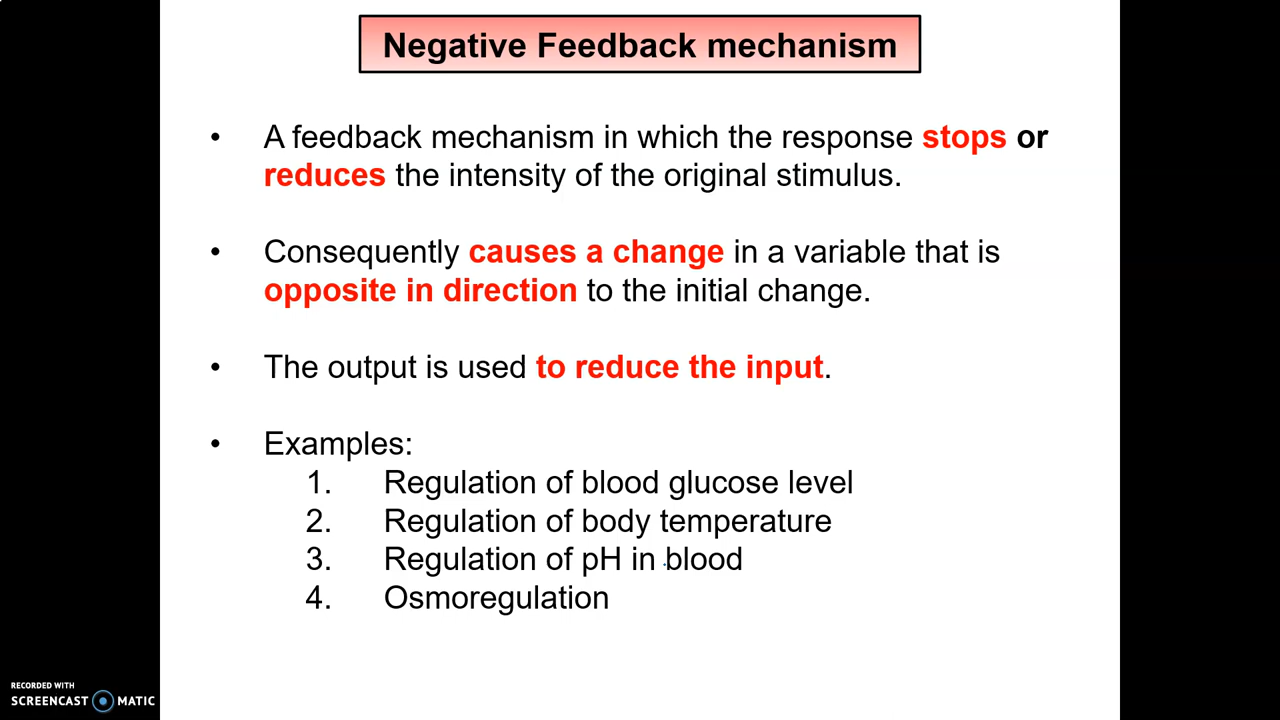 Negative Feedback mechanism
• A feedback mechanism in which the response stops or
reduces the intensity of the original stimulus.
• Consequently causes a change in a variable that is
opposite in direction to the initial change.
• The output is used to reduce the input.
• Examples:
1. Regulation of blood glucose level
2. Regulation of body temperature
3. Regulation of pH in blood
4. Osmoregulation
RECORDED WITH
SCREENCAST MATIC